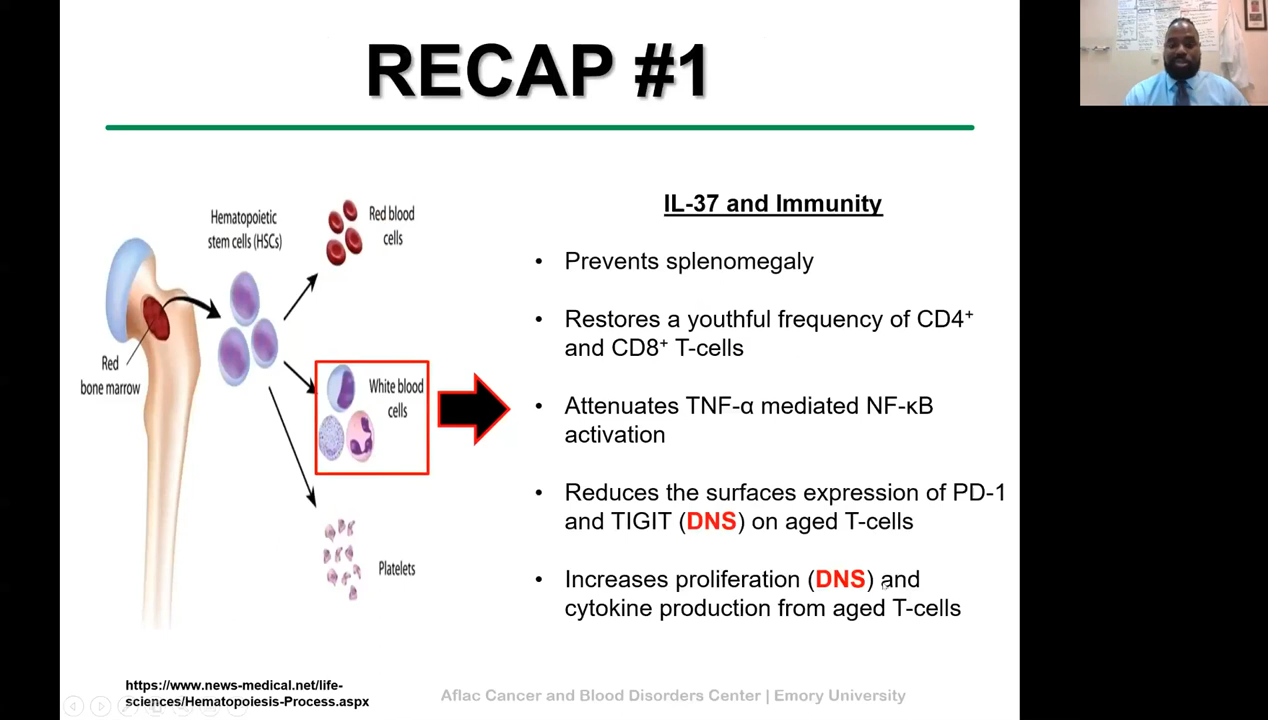 RECAP #1
Hematopoietic
stem cells (HSCs)
Red blood
cells
Red
bone marrow
White blood
cells
Platelets
IL-37 and Immunity
• Prevents splenomegaly
• Restores a youthful frequency of CD4⁺
and CD8⁺ T-cells
• Attenuates TNF-α mediated NF-κB
activation
• Reduces the surfaces expression of PD-1
and TIGIT (DNS) on aged T-cells
• Increases proliferation (DNS) and
cytokine production from aged T-cells
https://www.news-medical.net/life-
sciences/Hematopoiesis-Process.aspx
Aflac Cancer and Blood Disorders Center | Emory University